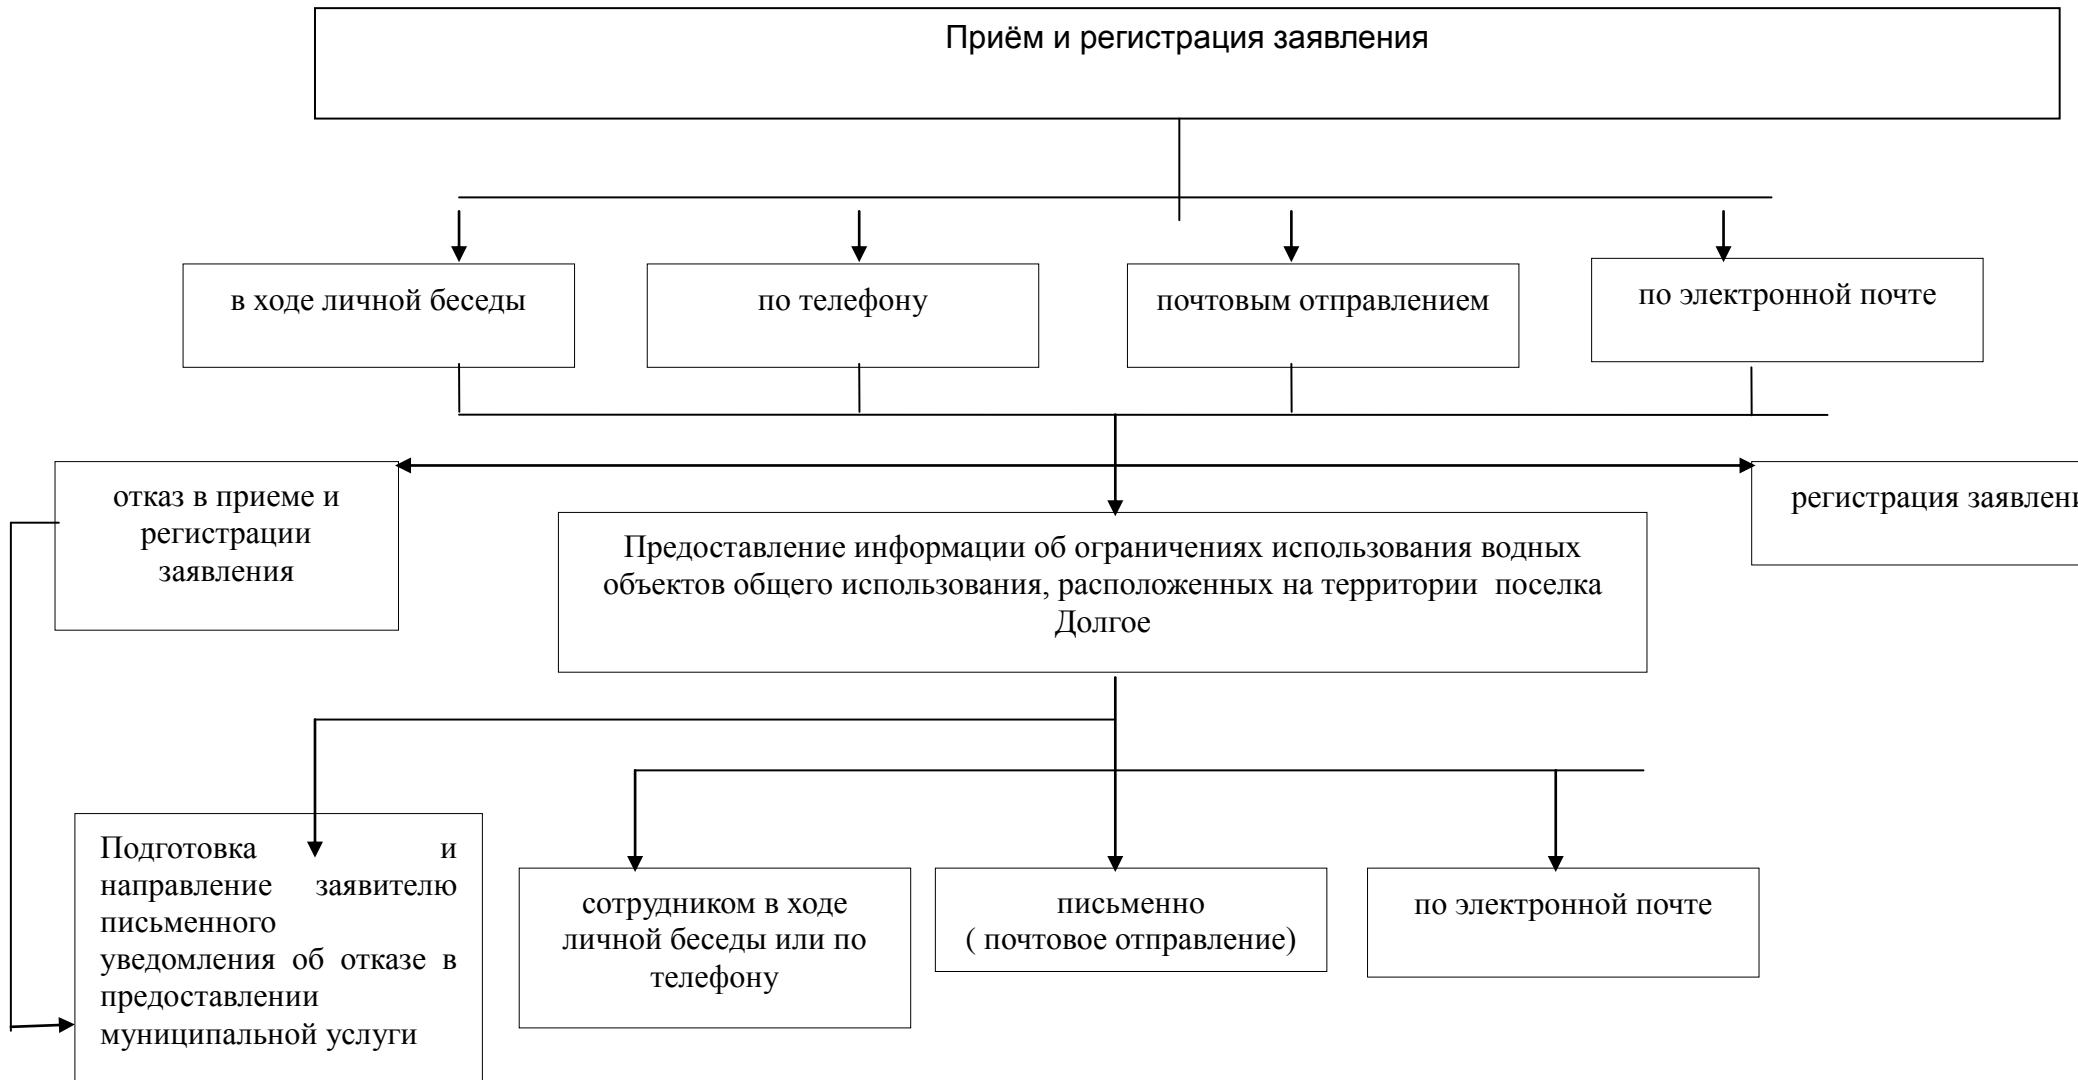 Приём и регистрация заявления
в ходе личной беседы
по телефону
почтовым отправлением
по электронной почте
отказ в приеме и
регистрации
заявления
регистрация заявлени
Предоставление информации об ограничениях использования водных
объектов общего использования, расположенных на территории поселка
Долгое
Подготовка и
направление заявителю
письменного
уведомления об отказе в
предоставлении
муниципальной услуги
сотрудником в ходе
личной беседы или по
телефону
письменно
( почтовое отправление)
по электронной почте